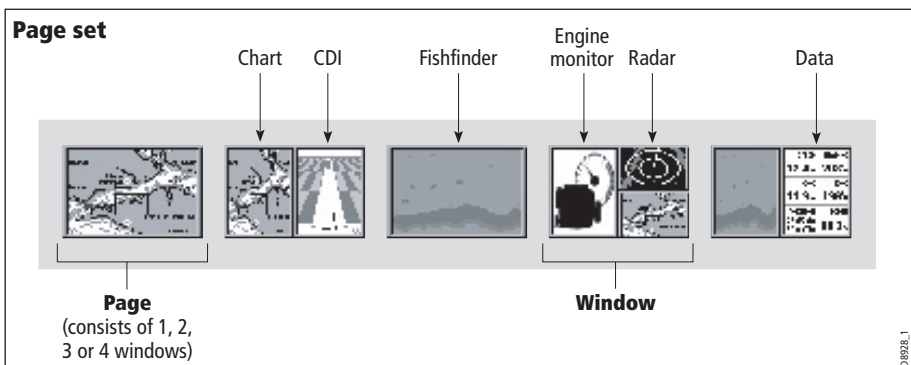 Page set
Chart
CDI
Fishfinder
Engine
monitor
Radar
Data
Page
(consists of 1, 2,
3 or 4 windows)
Window
D8928_1